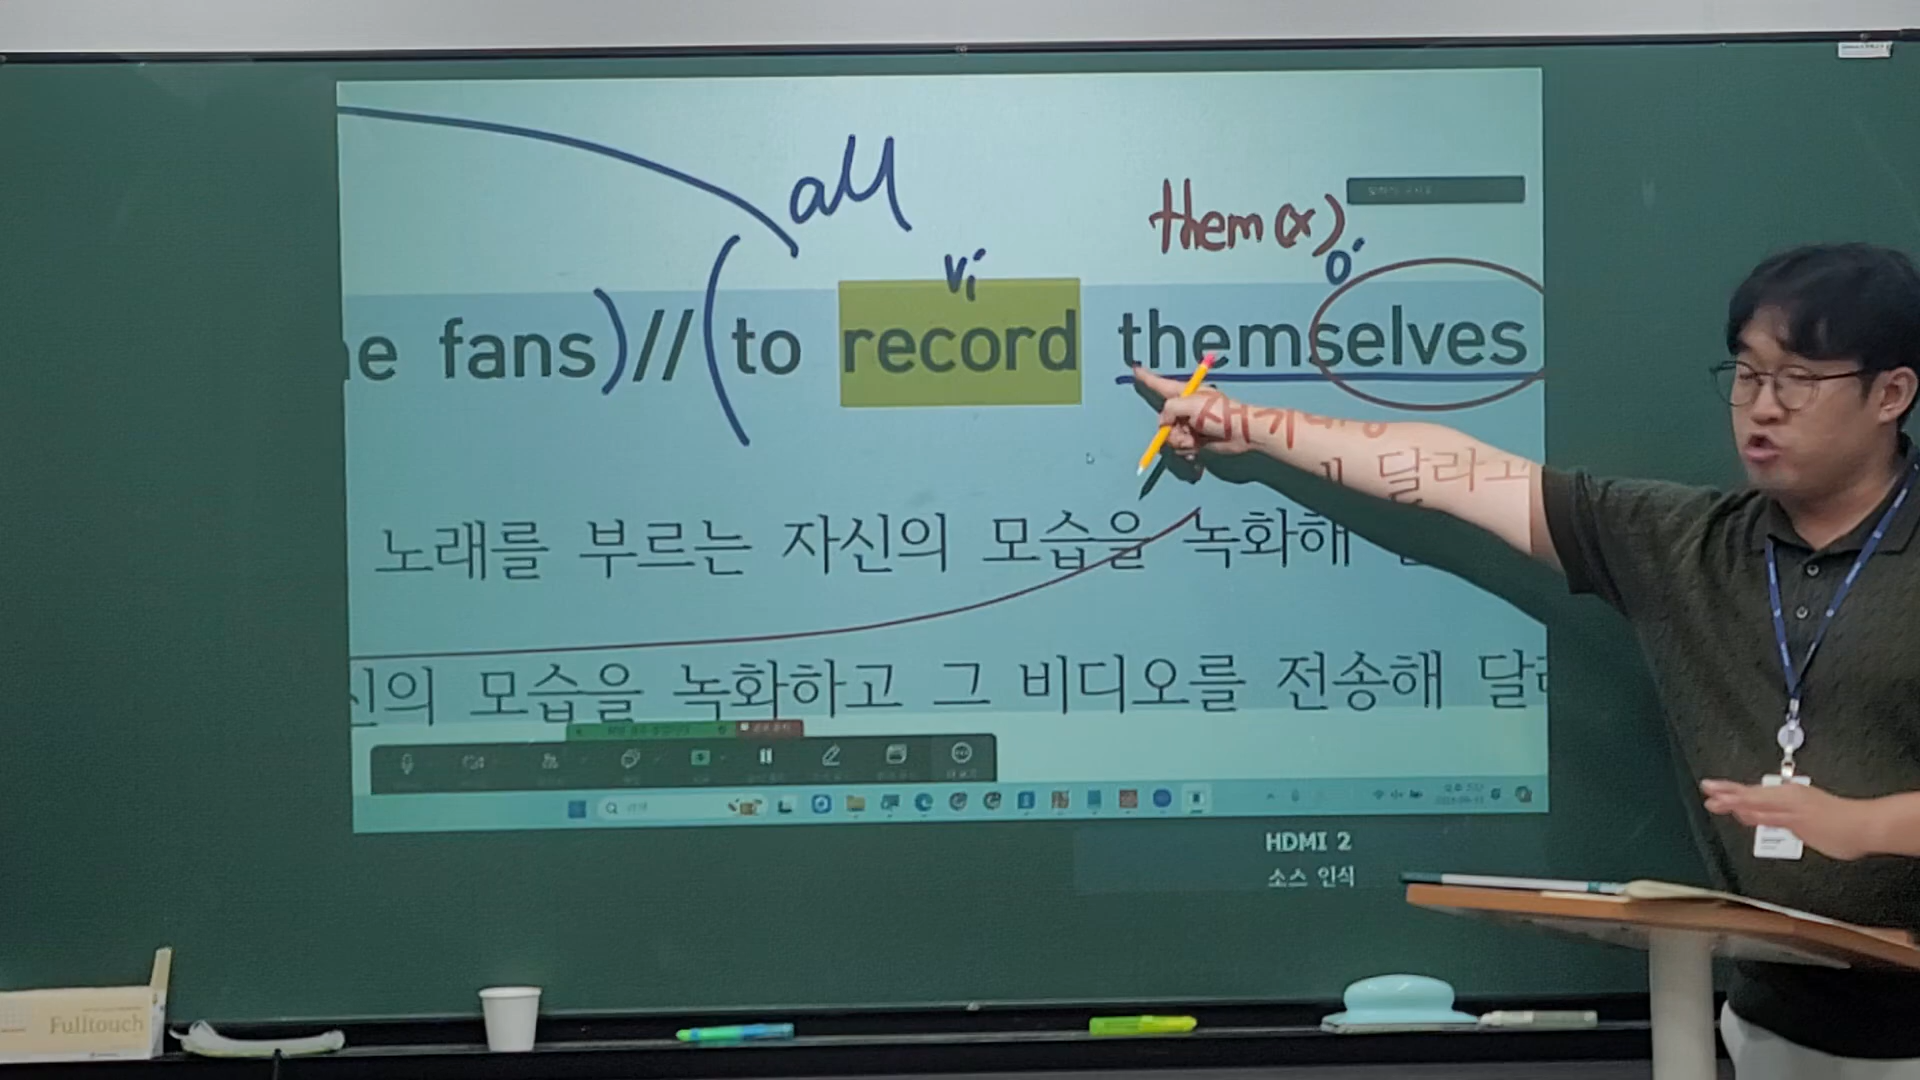 all
them (x)
v'
o'
fans) // (to record themselves
달라고
노래를 부르는 자신의 모습을 녹화해
신의 모습을 녹화하고 그 비디오를 전송해
HDMI 2
소스 인식
Fulltouch